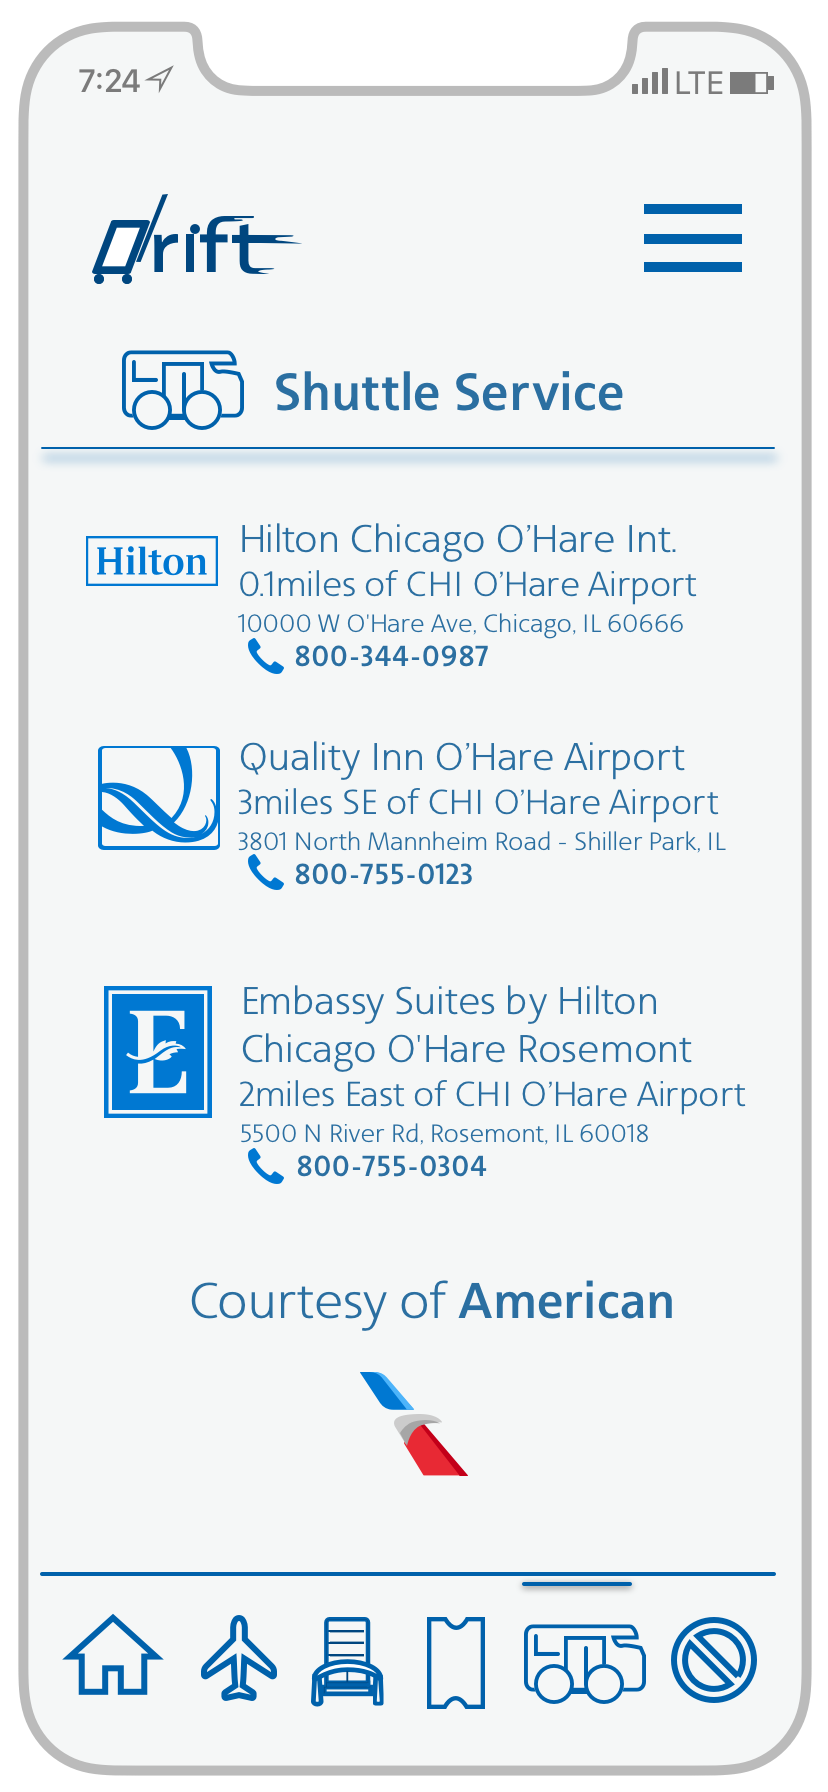 7:24 LTE
Drift
Shuttle Service
Hilton
Hilton Chicago O’Hare Int.
0.1miles of CHI O’Hare Airport
10000 W O'Hare Ave, Chicago, IL 60666
800-344-0987
Quality Inn O’Hare Airport
3miles SE of CHI O’Hare Airport
3801 North Mannheim Road - Shiller Park, IL
800-755-0123
E
Embassy Suites by Hilton
Chicago O'Hare Rosemont
2miles East of CHI O’Hare Airport
5500 N River Rd, Rosemont, IL 60018
800-755-0304
Courtesy of American